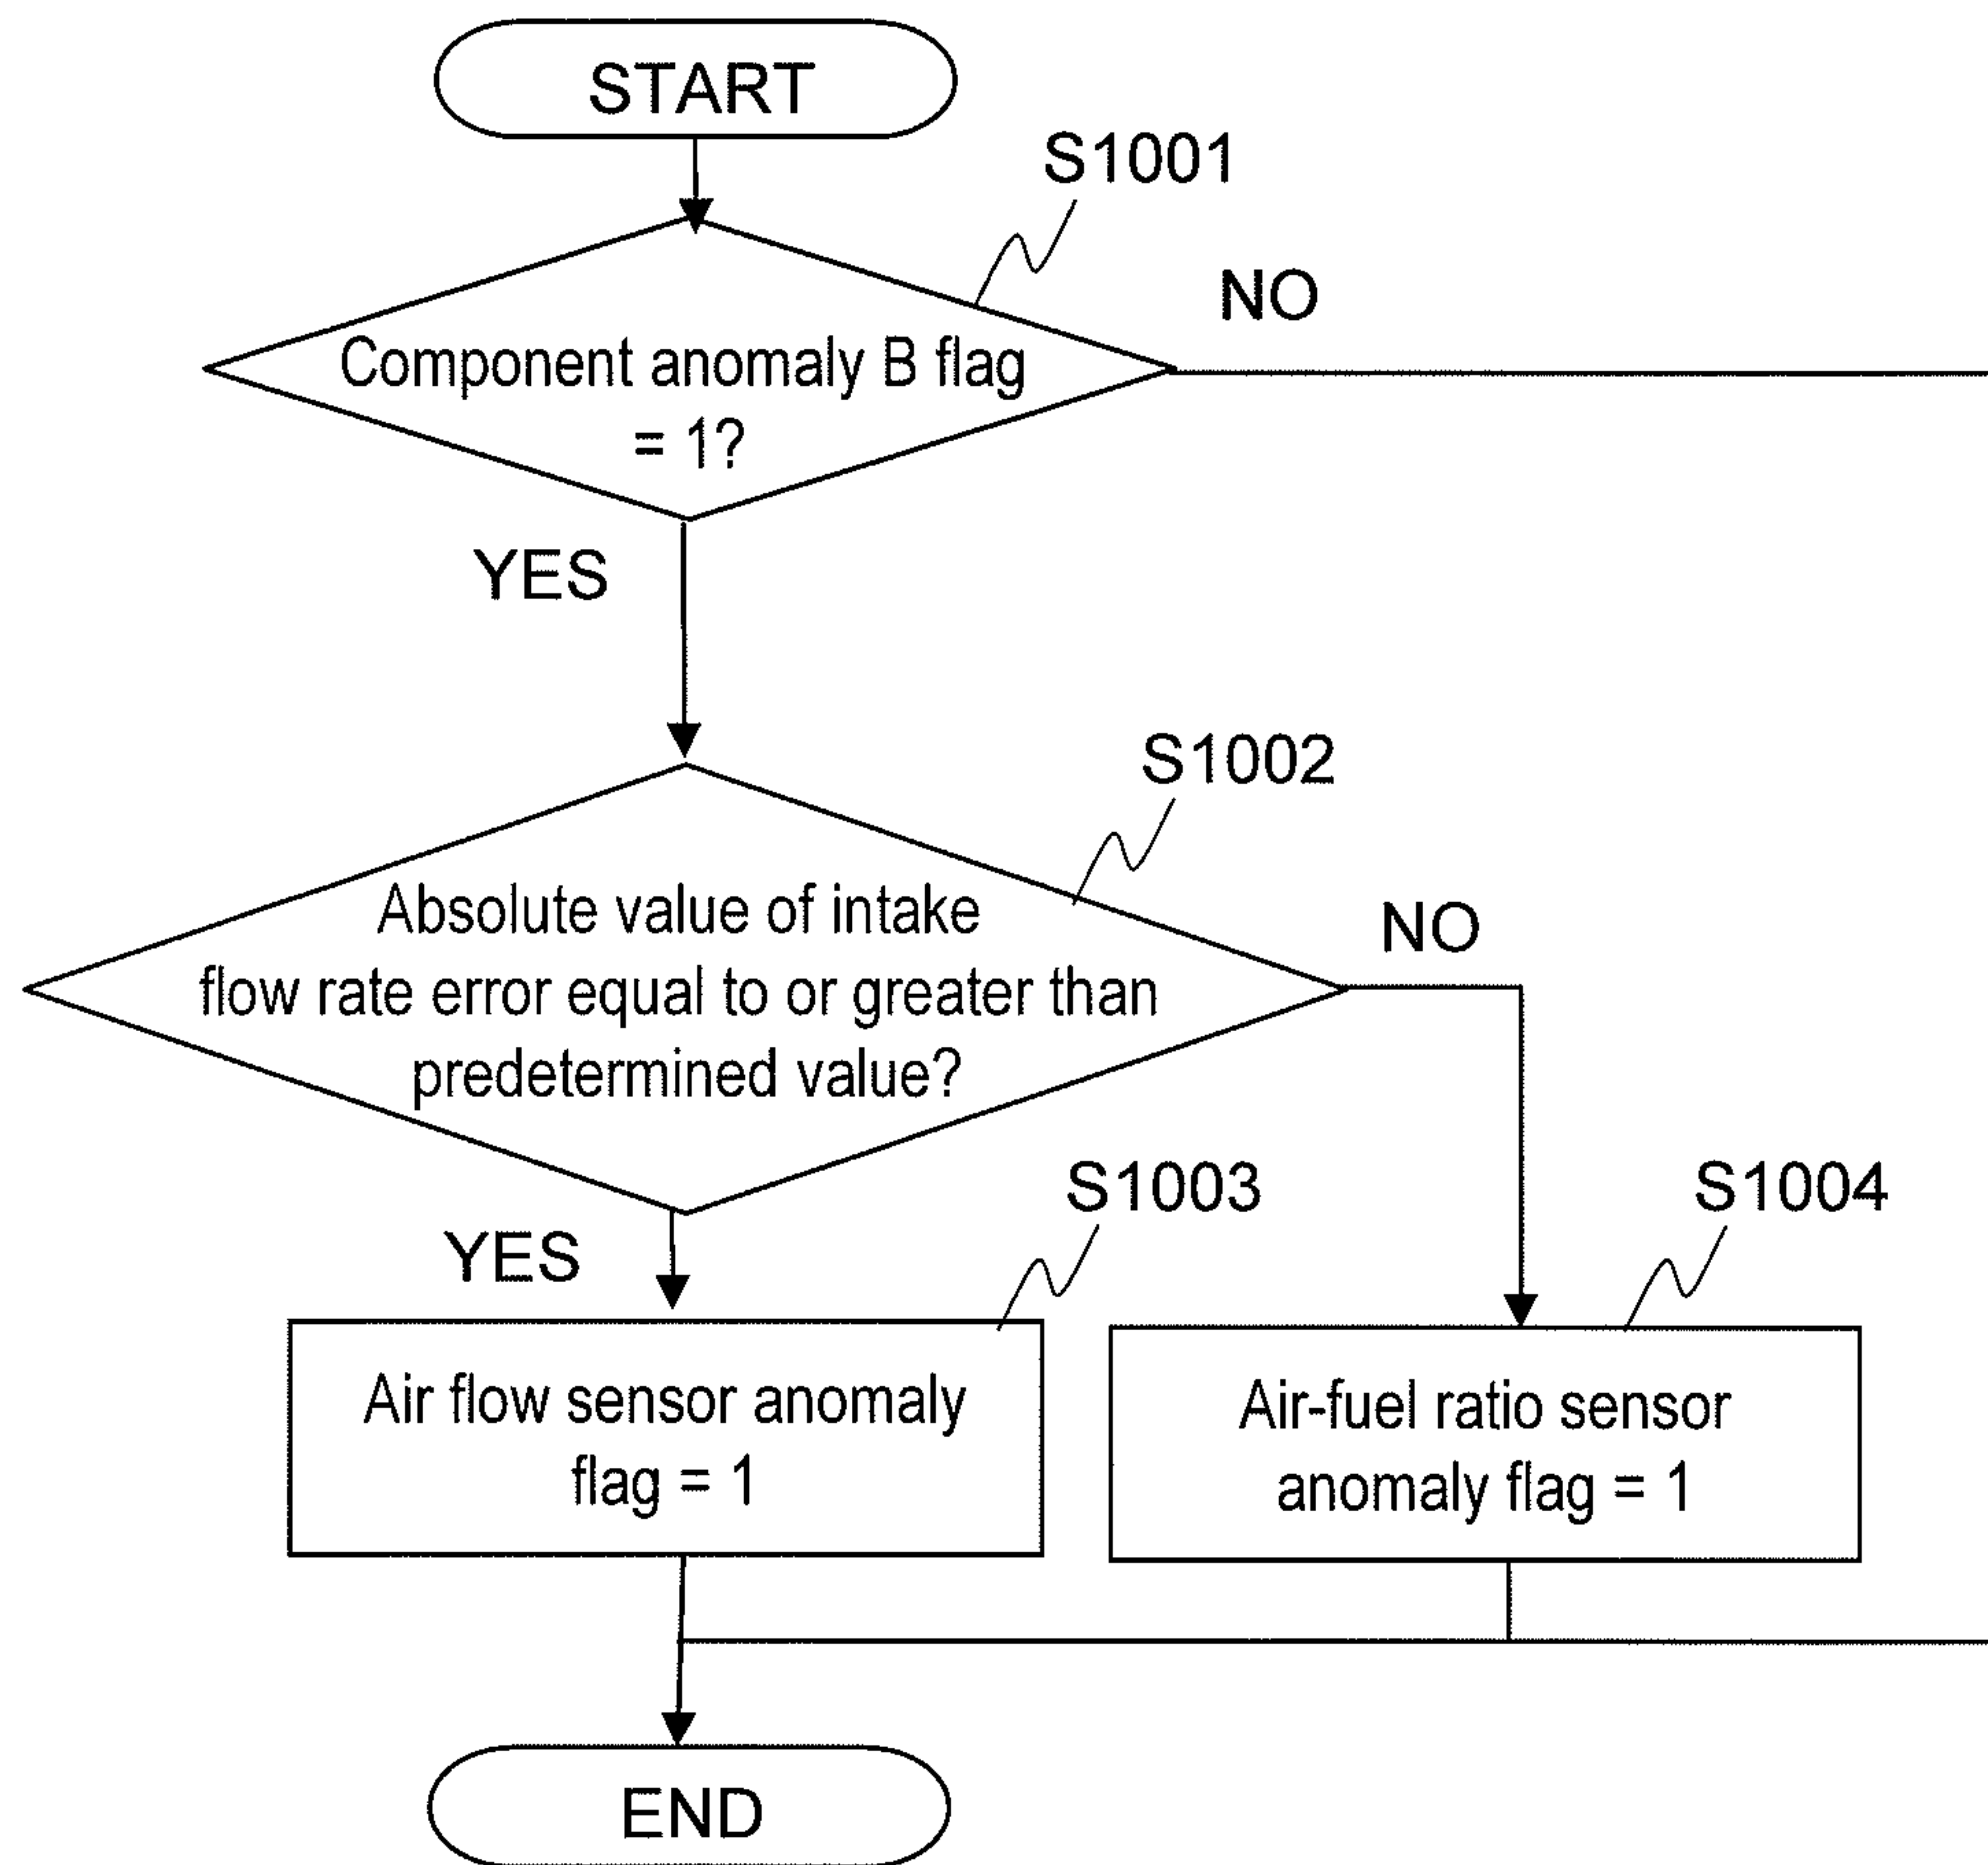 START
S1001
NO
Component anomaly B flag
= 1?
YES
S1002
Absolute value of intake
flow rate error equal to or greater than
predetermined value?
NO
YES
S1003
S1004
Air flow sensor anomaly
flag = 1
Air-fuel ratio sensor
anomaly flag = 1
END